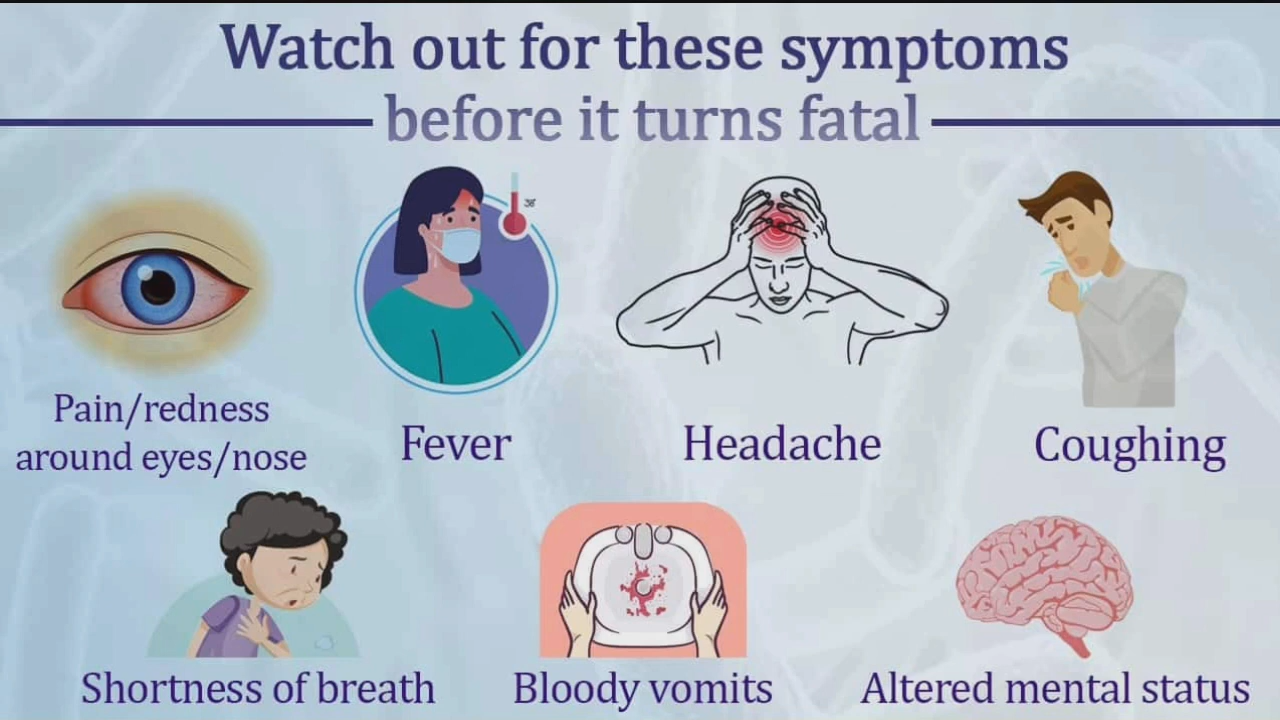 Watch out for these symptoms
before it turns fatal
Pain/redness
around eyes/nose
Fever
Headache
Coughing
Shortness of breath
Bloody vomits
Altered mental status